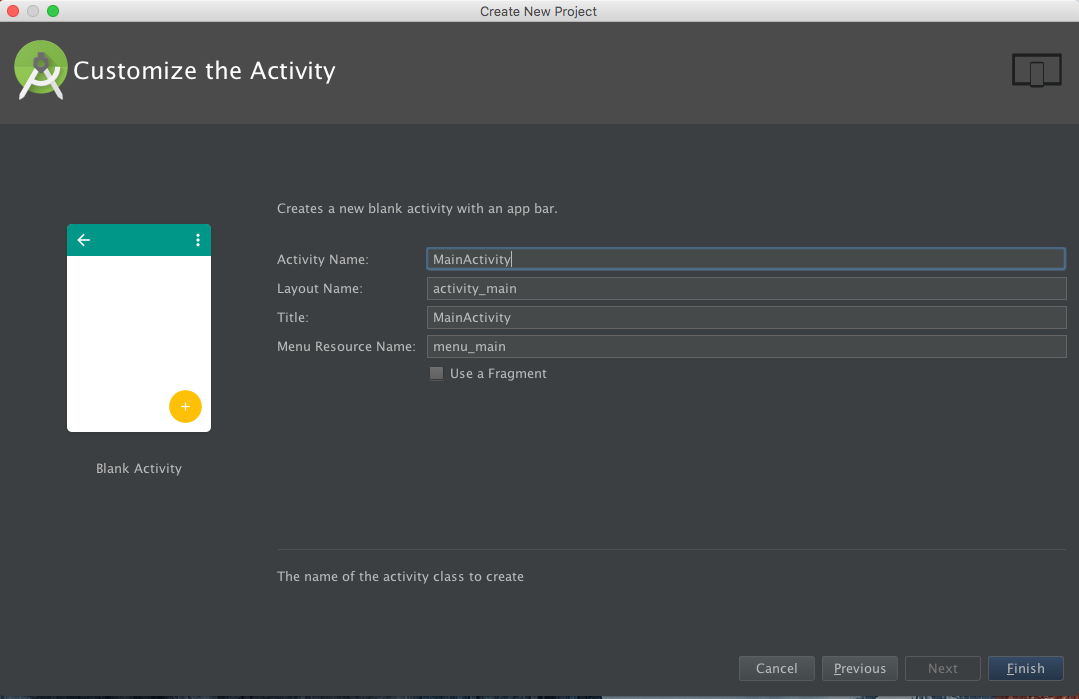 Create New Project
Customize the Activity
Creates a new blank activity with an app bar.
Activity Name: MainActivity
Layout Name: activity_main
Title: MainActivity
Menu Resource Name: menu_main
Use a Fragment
Blank Activity
The name of the activity class to create
Cancel Previous Next Finish